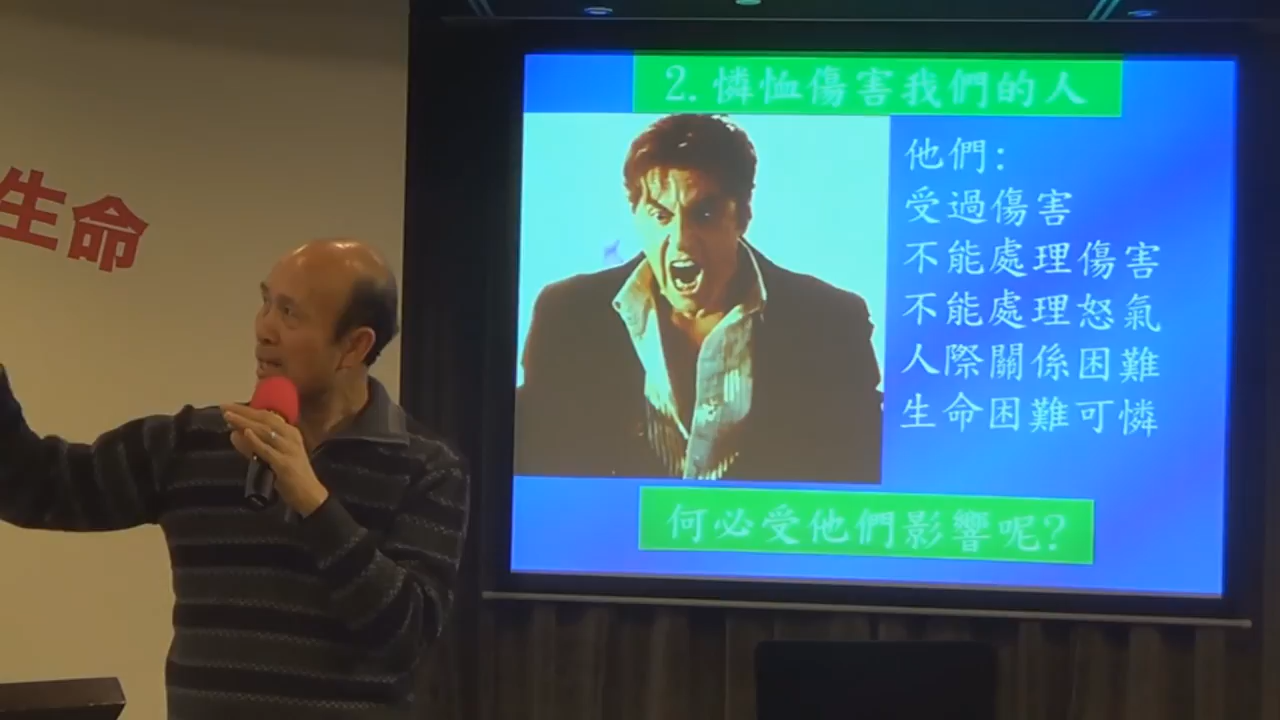 生命
2.憐恤傷害我們的人
他們:
受過傷害
不能處理傷害
不能處理怒氣
人際關係困難
生命困難可憐
何必受他們影響呢?